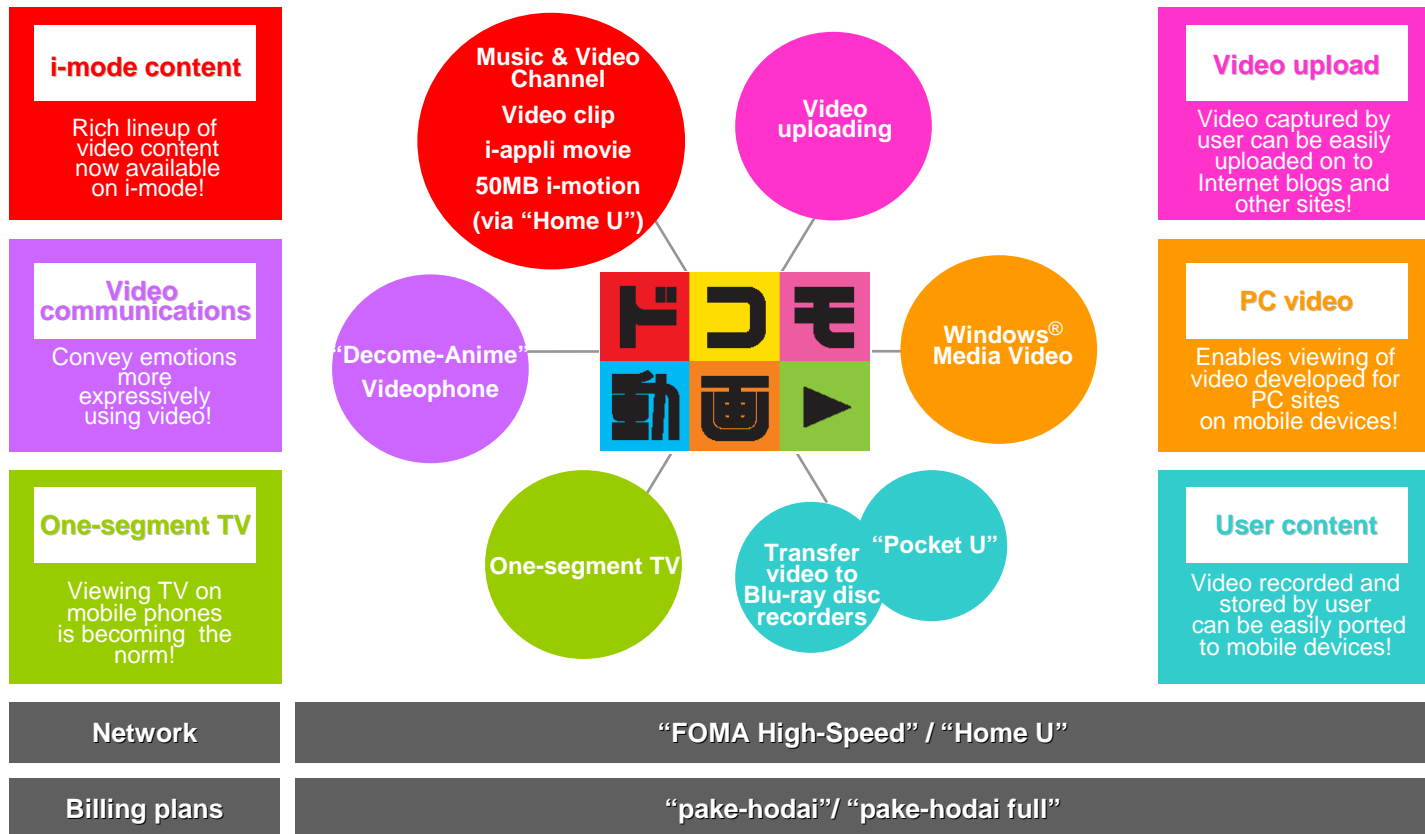 i-mode content
Rich lineup of
video content
now available
on i-mode!
Video
communications
Convey emotions
more
expressively
using video!
One-segment TV
Viewing TV on
mobile phones
is becoming the
norm!
Music & Video
Channel
Video clip
i-appli movie
50MB i-motion
(via “Home U”)
Video
uploading
“Decome-Anime”
Videophone
ドコモ
動画
Windows®
Media Video
One-segment TV
Transfer
video to
Blu-ray disc
recorders
“Pocket U”
Video upload
Video captured by
user can be easily
uploaded on to
Internet blogs and
other sites!
PC video
Enables viewing of
video developed for
PC sites
on mobile devices!
User content
Video recorded and
stored by user
can be easily ported
to mobile devices!
Network
“FOMA High-Speed” / “Home U”
Billing plans
“pake-hodai”/ “pake-hodai full”